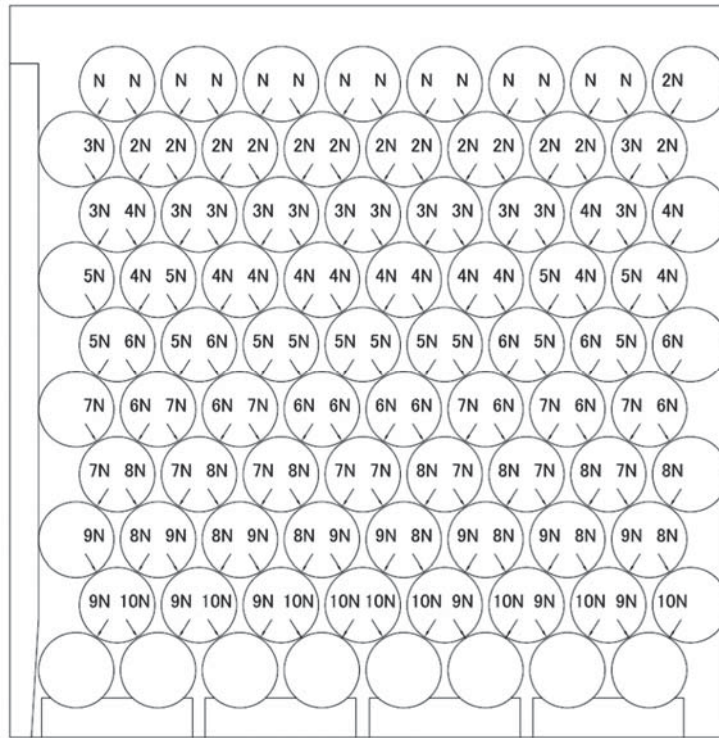 N N N N N N N N N N N N N N 2N
3N 2N 2N 2N 2N 2N 2N 2N 2N 2N 2N 2N 2N 3N 2N
3N 4N 3N 3N 3N 3N 3N 3N 3N 3N 3N 3N 4N 3N 4N
5N 4N 5N 4N 4N 4N 4N 4N 4N 4N 4N 5N 4N 5N 4N
5N 6N 5N 6N 5N 5N 5N 5N 5N 5N 6N 5N 6N 5N 6N
7N 6N 7N 6N 7N 6N 6N 6N 6N 7N 6N 7N 6N 7N 6N
7N 8N 7N 8N 7N 8N 7N 7N 8N 7N 8N 7N 8N 7N 8N
9N 8N 9N 8N 9N 8N 9N 8N 8N 9N 8N 9N 8N 9N 8N
9N 10N 9N 10N 9N 10N 10N 10N 10N 9N 10N 9N 10N 9N 10N